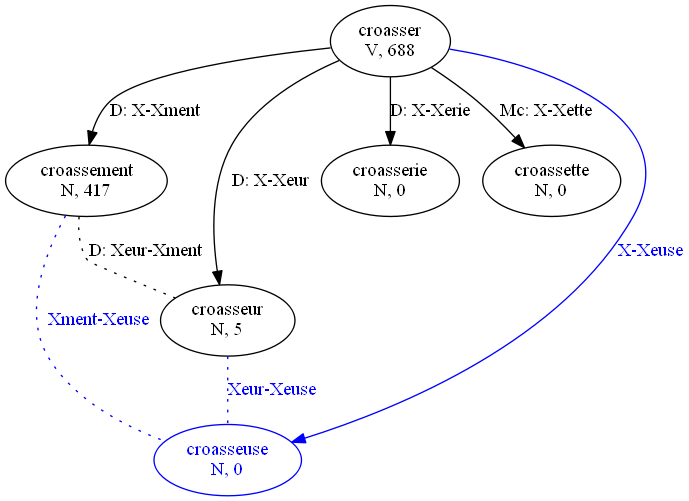 croasser
V, 688
D: X-Xment
D: X-Xerie
Mc: X-Xette
croassement
N, 417
D: X-Xeur
croasserie
N, 0
croassette
N, 0
D: Xeur-Xment
X-Xeuse
Xment-Xeuse
croasseur
N, 5
Xeur-Xeuse
croasseuse
N, 0